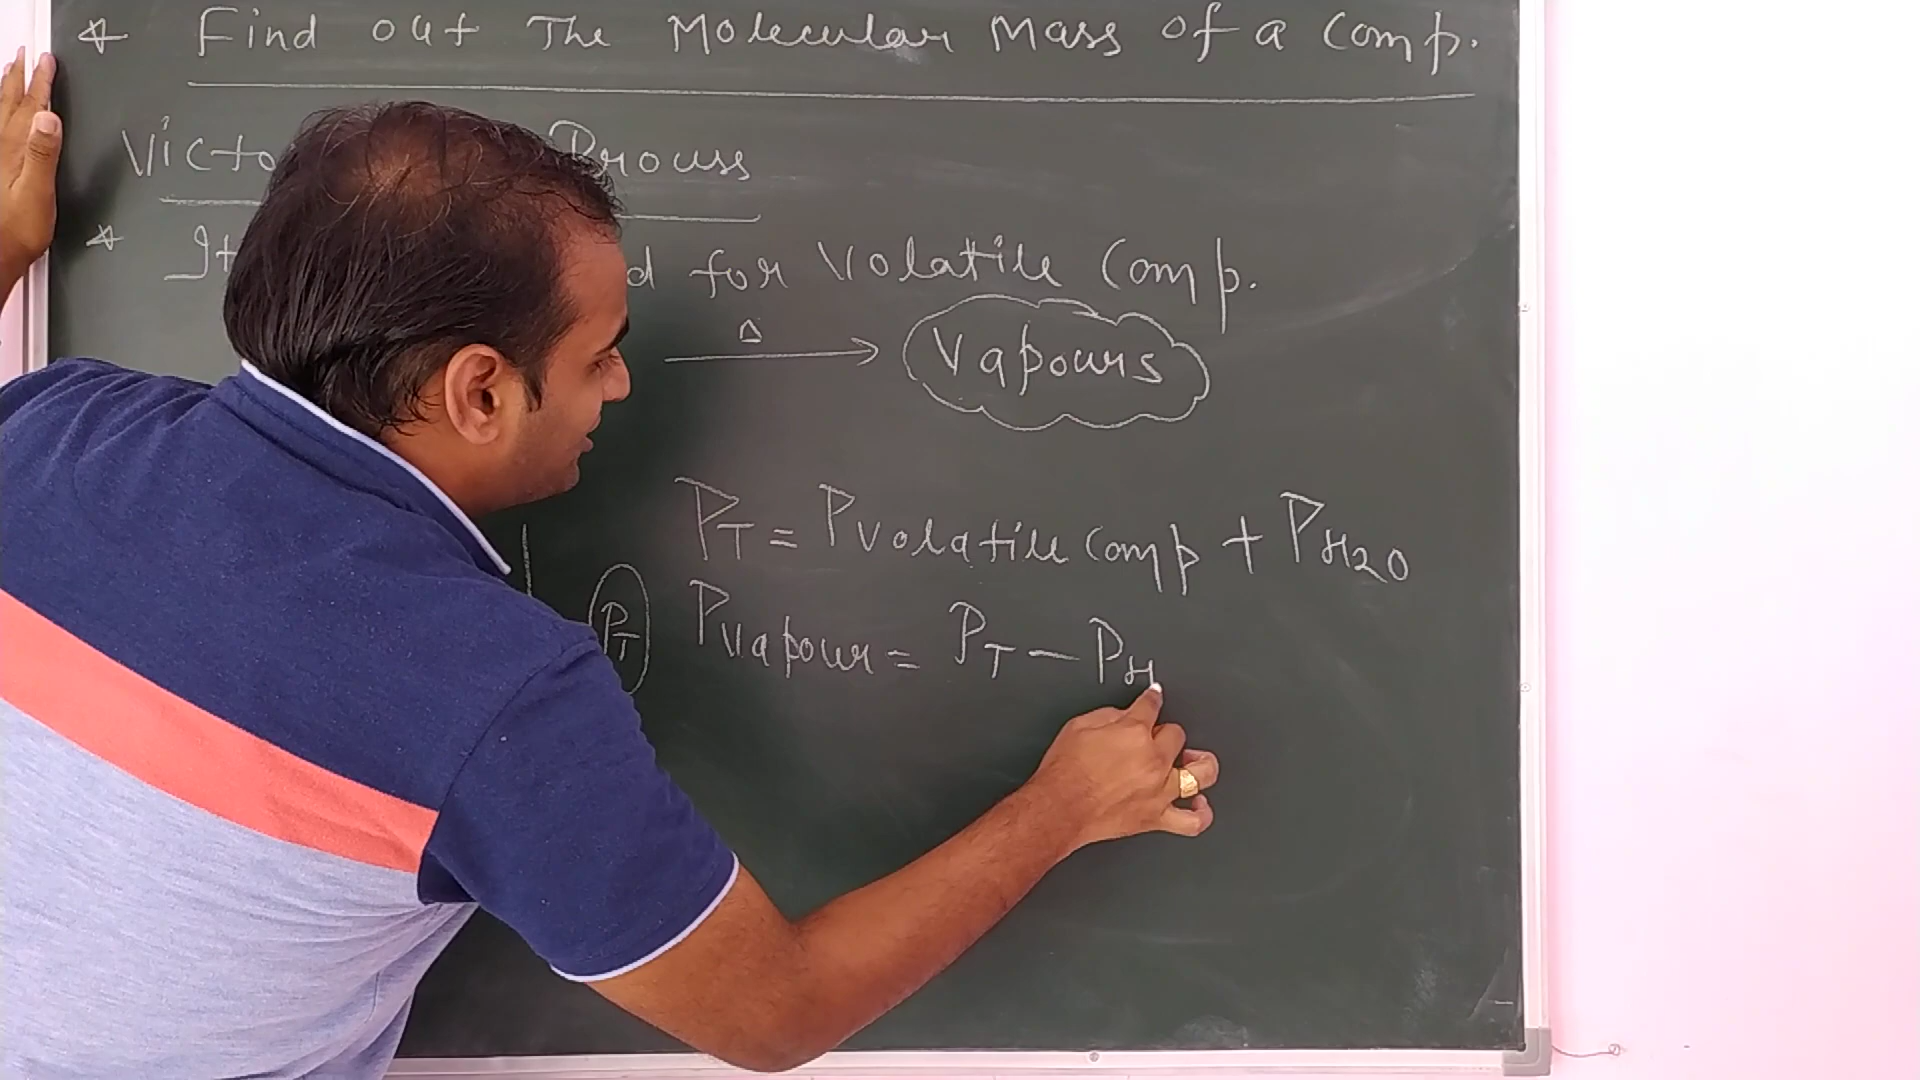 * Find out The Molecular Mass of a Comp.
Victo Process
* It d for Volatile Comp.
Δ
Vapours
PT = PVolatile Comp + PH2O
PT
Pvapour = PT - PH